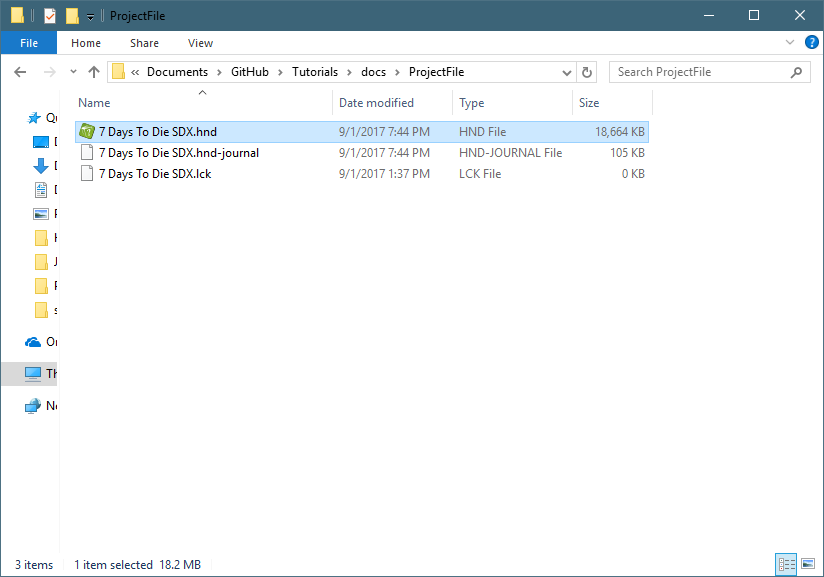 ProjectFile
File Home Share View
« Documents > GitHub > Tutorials > docs > ProjectFile Search ProjectFile
Name Date modified Type Size
7 Days To Die SDX.hnd 9/1/2017 7:44 PM HND File 18,664 KB
7 Days To Die SDX.hnd-journal 9/1/2017 7:44 PM HND-JOURNAL File 105 KB
7 Days To Die SDX.lck 9/1/2017 1:37 PM LCK File 0 KB
3 items 1 item selected 18.2 MB